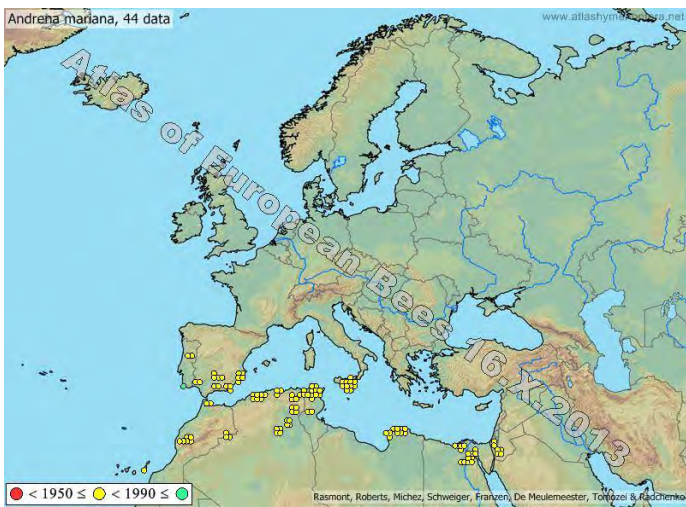 Andrena mariana, 44 data
www.atlashymenoptera.net
Atlas of European Bees 16.X.2013
< 1950 ≤ < 1990 ≤
Rasmont, Roberts, Michez, Schweiger, Franzen, De Meulemeester, Tomozei & Radchenko